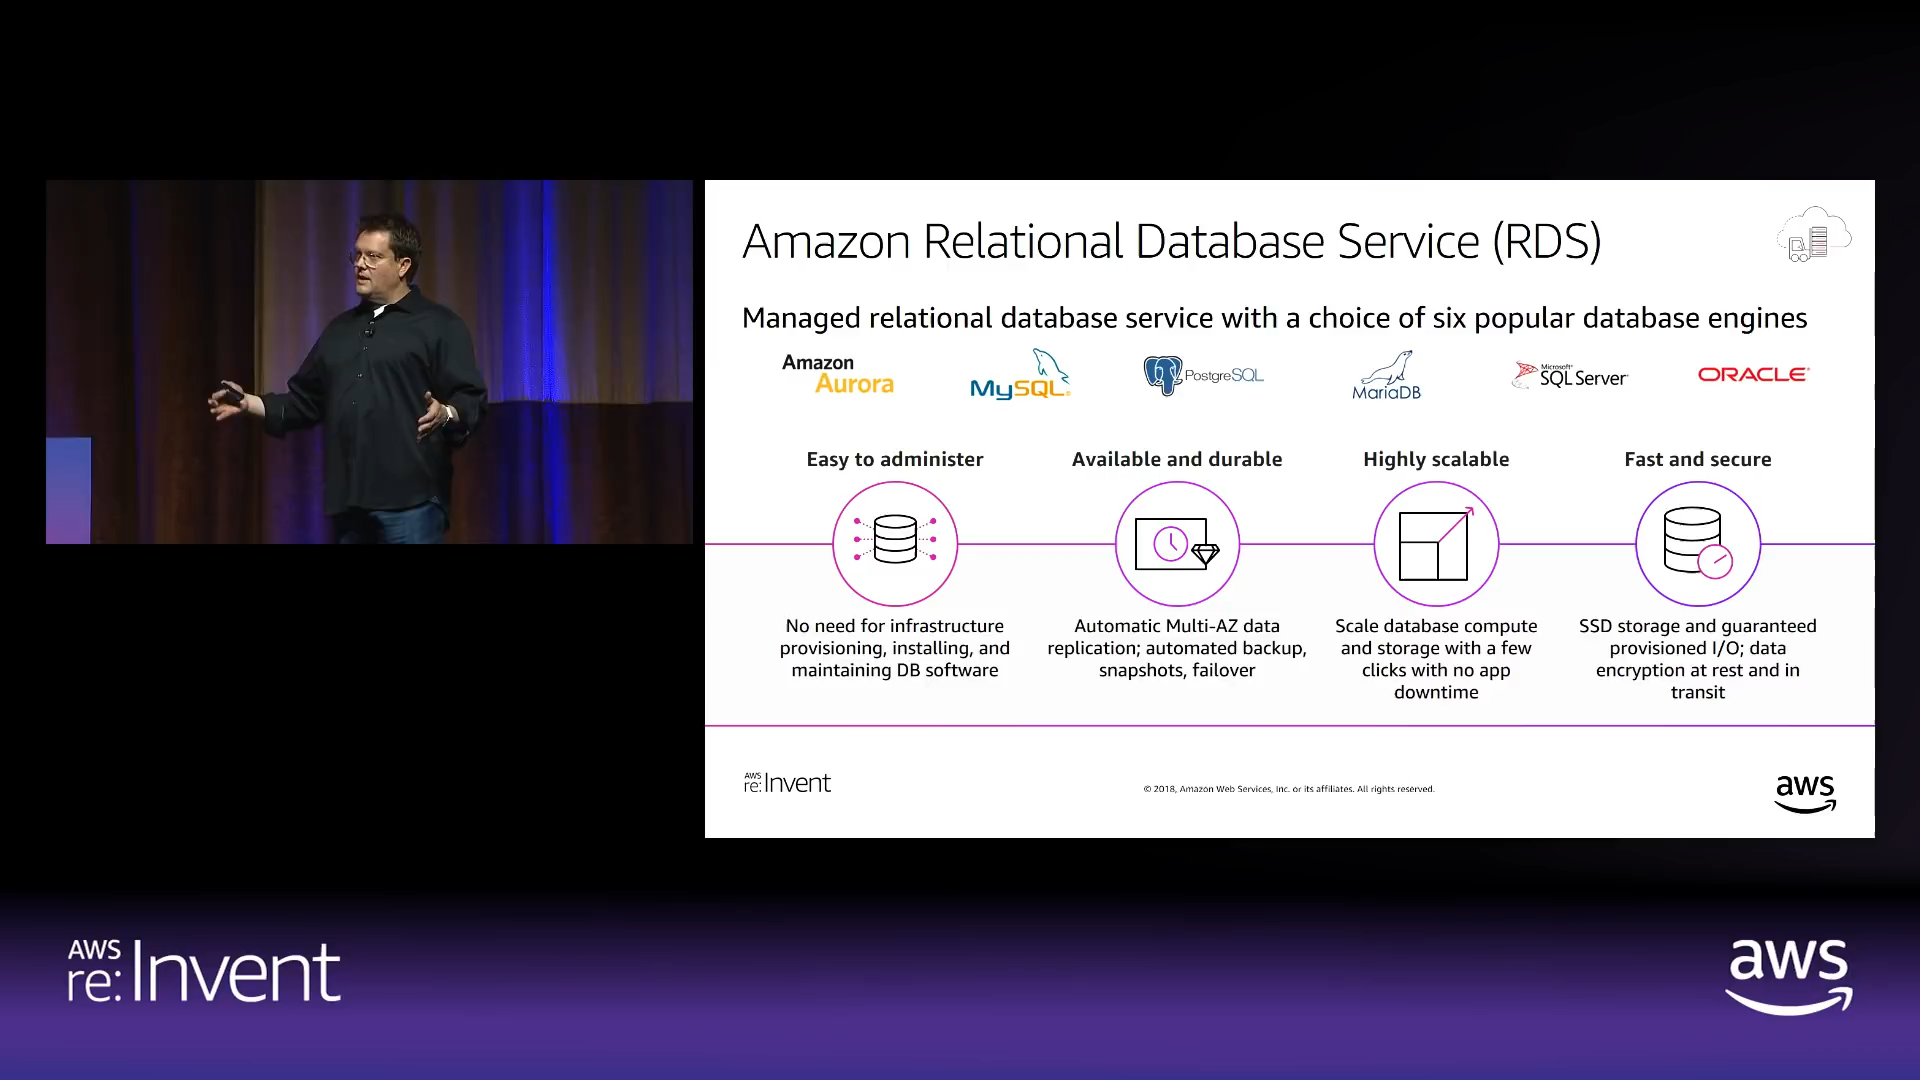 Amazon Relational Database Service (RDS)
Managed relational database service with a choice of six popular database engines
Amazon
Aurora
MySQL®
PostgreSQL
MariaDB
Microsoft®
SQL Server®
ORACLE®
Easy to administer
Available and durable
Highly scalable
Fast and secure
No need for infrastructure
provisioning, installing, and
maintaining DB software
Automatic Multi-AZ data
replication; automated backup,
snapshots, failover
Scale database compute
and storage with a few
clicks with no app
downtime
SSD storage and guaranteed
provisioned I/O; data
encryption at rest and in
transit
AWS
re:Invent
© 2018, Amazon Web Services, Inc. or its affiliates. All rights reserved.
aws
AWS
re:Invent
aws